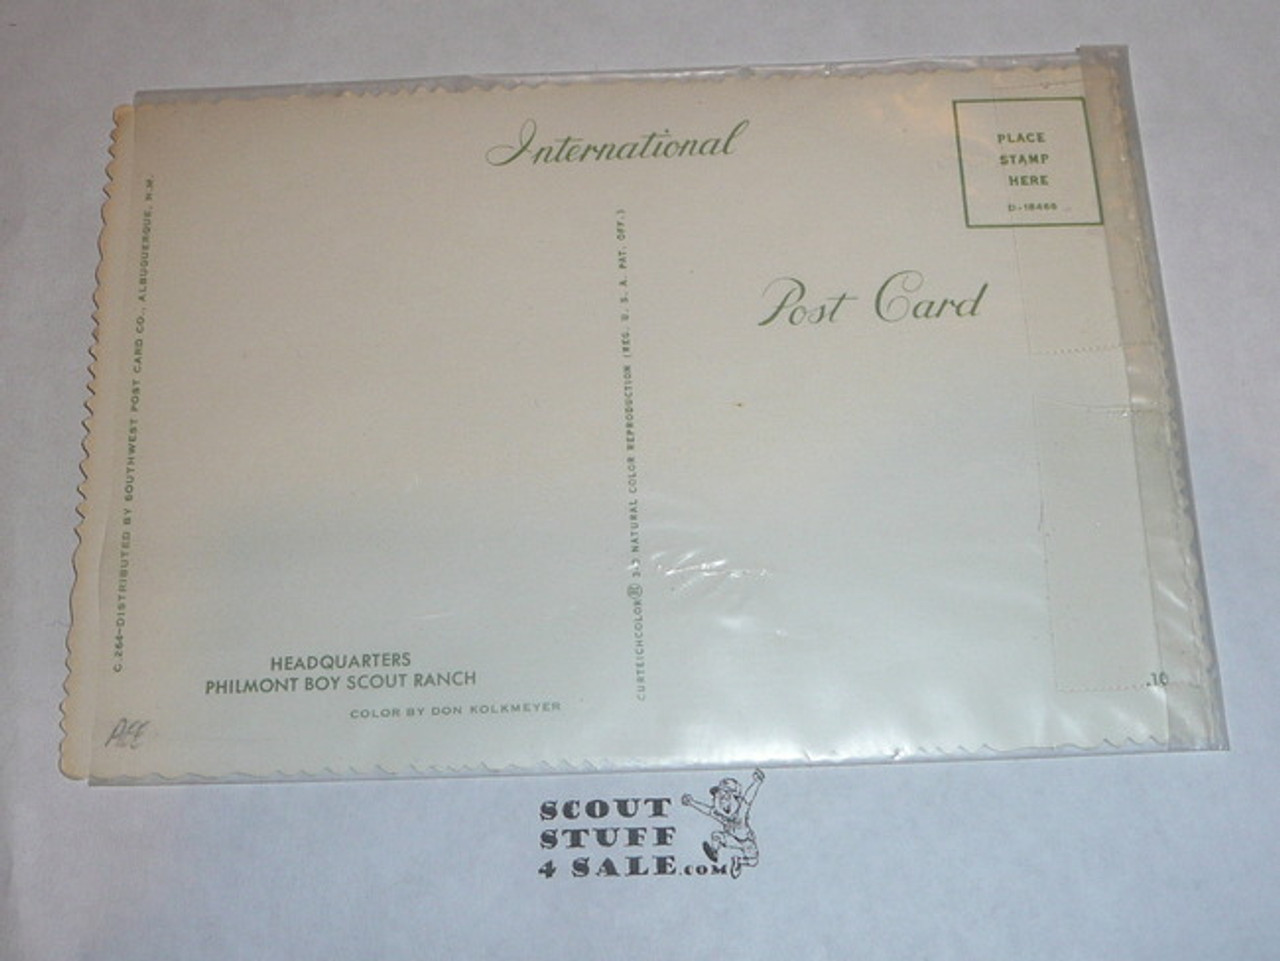 International
PLACE
STAMP
HERE
D-18466
Post Card
C.264—DISTRIBUTED BY SOUTHWEST POST CARD CO., ALBUQUERQUE, N.M.
CURTEICHCOLOR® 3-D NATURAL COLOR REPRODUCTION (REG. U. S. A. PAT. OFF.)
HEADQUARTERS
PHILMONT BOY SCOUT RANCH
COLOR BY DON KOLKMEYER
.10
SCOUT
STUFF
4 SALE.COM